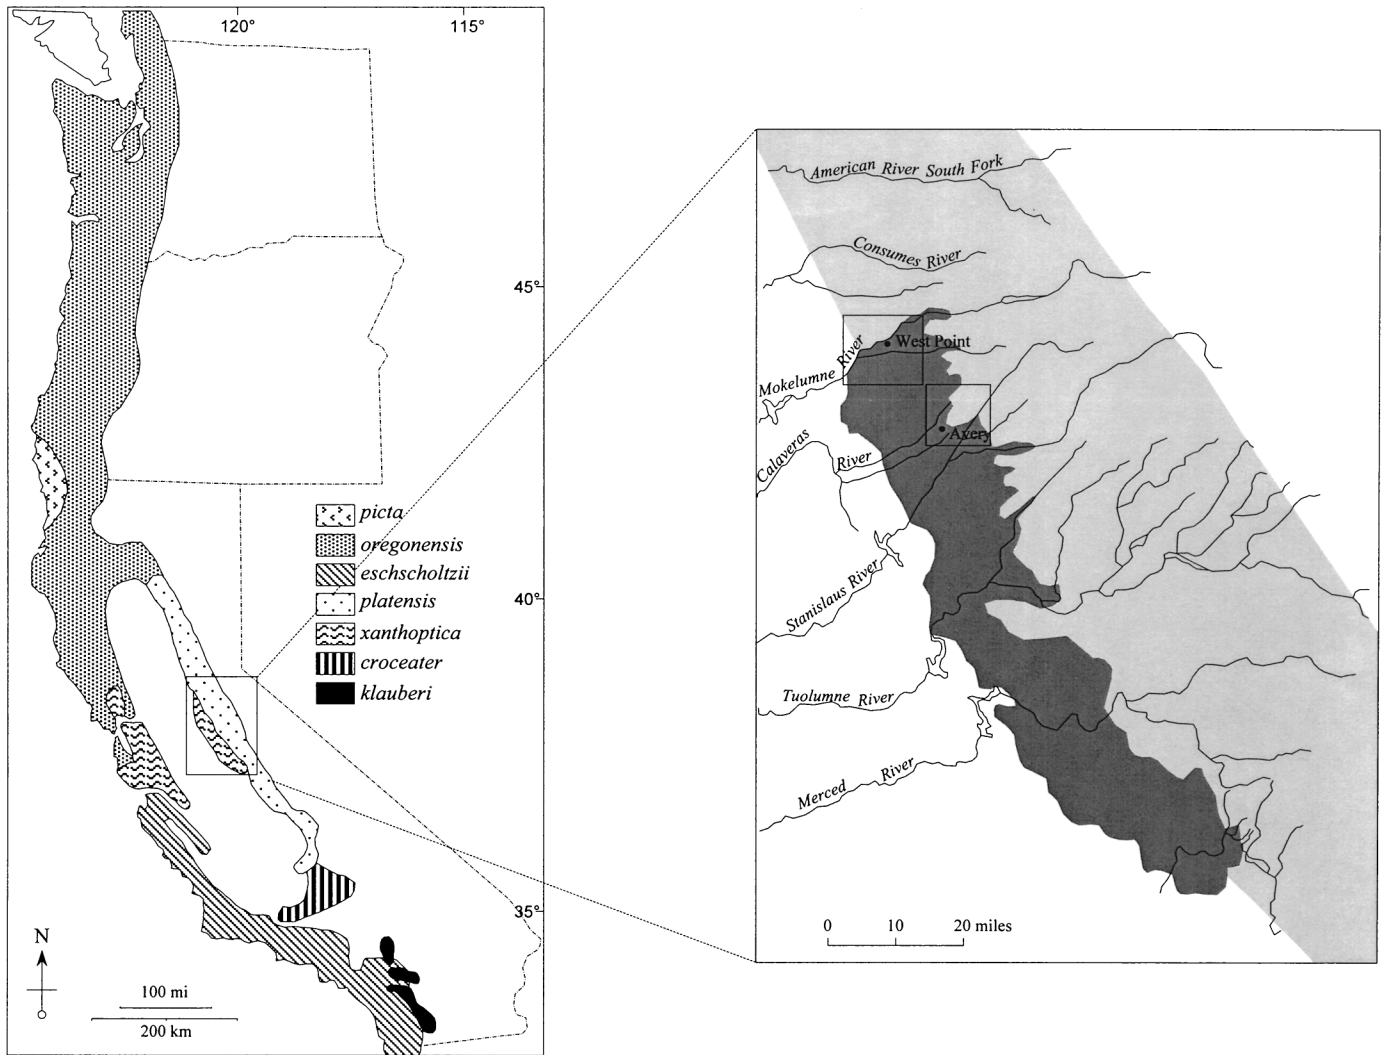 120°
115°
45°
40°
35°
picta
oregonensis
eschscholtzii
platensis
xanthoptica
croceater
klauberi
N
100 mi
200 km
American River South Fork
Consumes River
West Point
Mokelumne River
Avery
Calaveras River
Stanislaus River
Tuolumne River
Merced River
0 10 20 miles